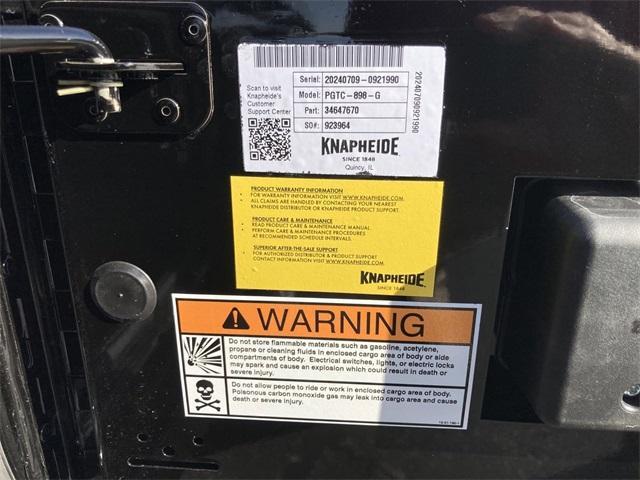 Scan to visit
Knapheide's
Customer
Support Center
Serial: 20240709-0921990
Model: PGTC-898-G
Part: 34647670
SO#: 923964
202407090921990
KNAPHEIDE
SINCE 1848
Quincy, IL
PRODUCT WARRANTY INFORMATION
• FOR WARRANTY INFORMATION VISIT WWW.KNAPHEIDE.COM.
• ALL CLAIMS ARE HANDLED BY CONTACTING YOUR NEAREST
KNAPHEIDE DISTRIBUTOR OR KNAPHEIDE PRODUCT SUPPORT.
PRODUCT CARE & MAINTENANCE
• READ PRODUCT CARE & MAINTENANCE MANUAL.
• PERFORM CARE & MAINTENANCE PROCEDURES
AT RECOMMENDED SCHEDULE INTERVALS.
SUPERIOR AFTER-THE-SALE SUPPORT
• FOR AUTHORIZED DISTRIBUTOR & PRODUCT SUPPORT
CONTACT INFORMATION VISIT WWW.KNAPHEIDE.COM.
KNAPHEIDE
SINCE 1848
WARNING
Do not store flammable materials such as gasoline, acetylene,
propane or cleaning fluids in enclosed cargo area of body or side
compartments of body. Electrical switches, lights, or electric locks
may spark and cause an explosion which could result in death or
severe injury.
Do not allow people to ride or work in enclosed cargo area of body.
Poisonous carbon monoxide gas may leak into cargo area and cause
death or severe injury.